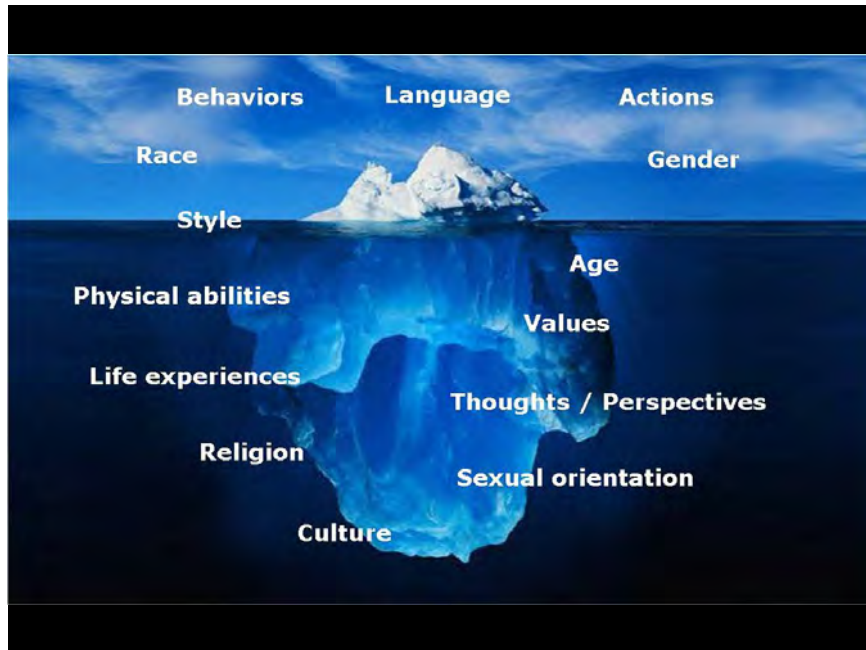 Behaviors Language Actions
Race Gender
Style
Age
Physical abilities
Values
Life experiences
Thoughts / Perspectives
Religion
Sexual orientation
Culture